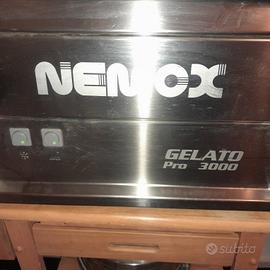 NEMOX
GELATO
Pro 3000
subito